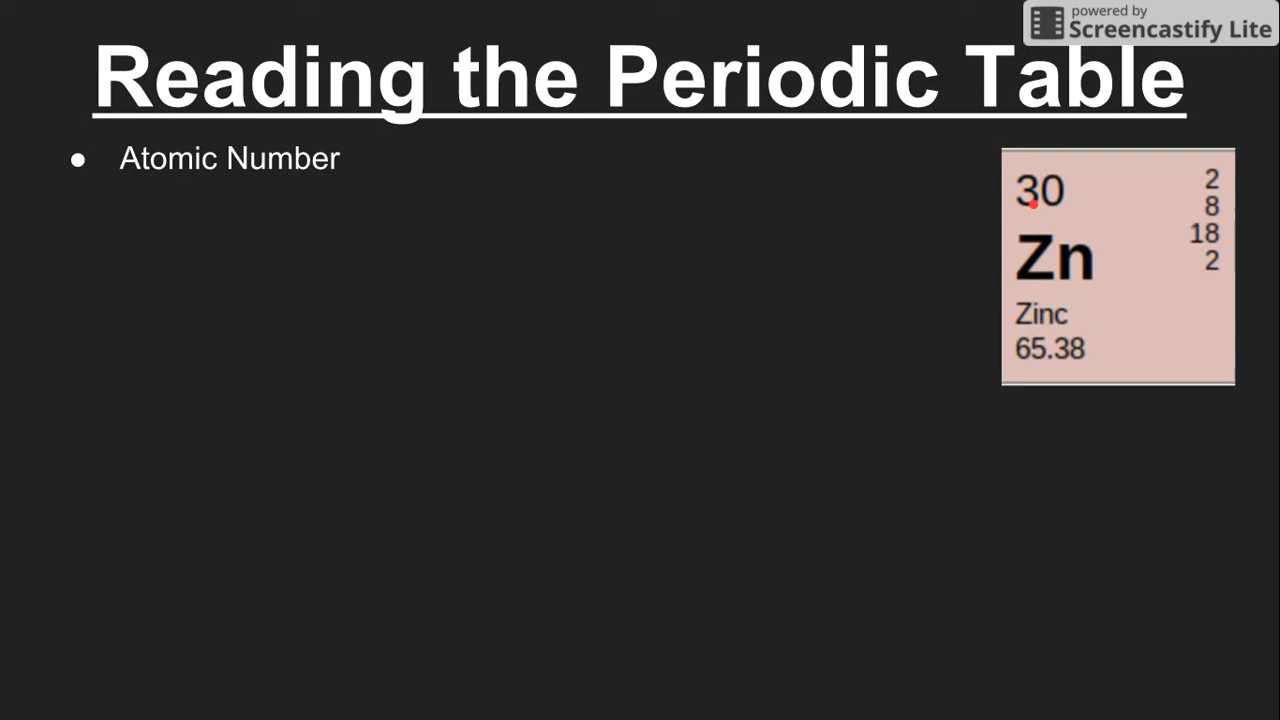 powered by
Screencastify Lite
Reading the Periodic Table
● Atomic Number
30
Zn
Zinc
65.38
2
8
18
2